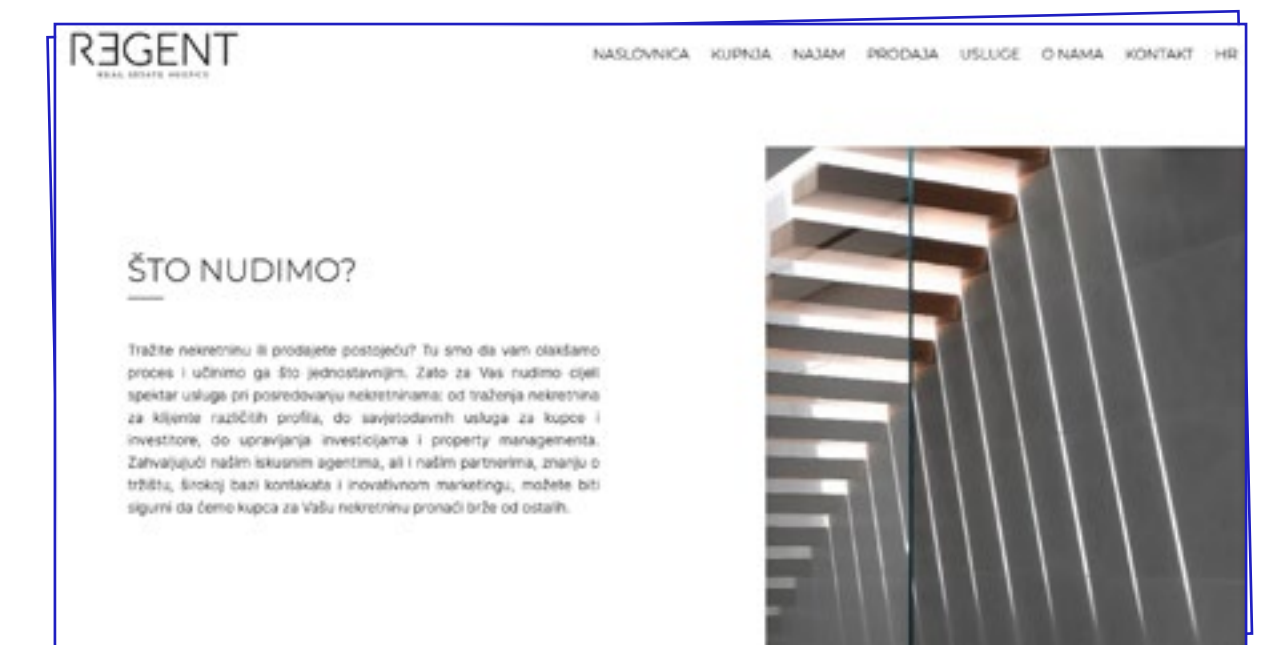 REGENT
REAL ESTATE
NASLOVNICA KUPNJA NAJAM PRODAJA USLUGE O NAMA KONTAKT HR
ŠTO NUDIMO?
Tražite nekretninu ili prodajete postojeću? Tu smo da vam olakšamo
proces i učinimo ga što jednostavnijim. Zato za Vas nudimo cijeli
spektar usluga pri posredovanju nekretninama: od traženja nekretnina
za klijente različitih profila, do savjetodavnih usluga za kupce i
investitore, do upravljanja investicijama i property managementa.
Zahvaljujući našim iskusnim agentima, ali i našim partnerima, znanju o
tržištu, širokoj bazi kontakata i inovativnom marketingu, možete biti
sigurni da ćemo kupca za Vašu nekretninu pronaći brže od ostalih.